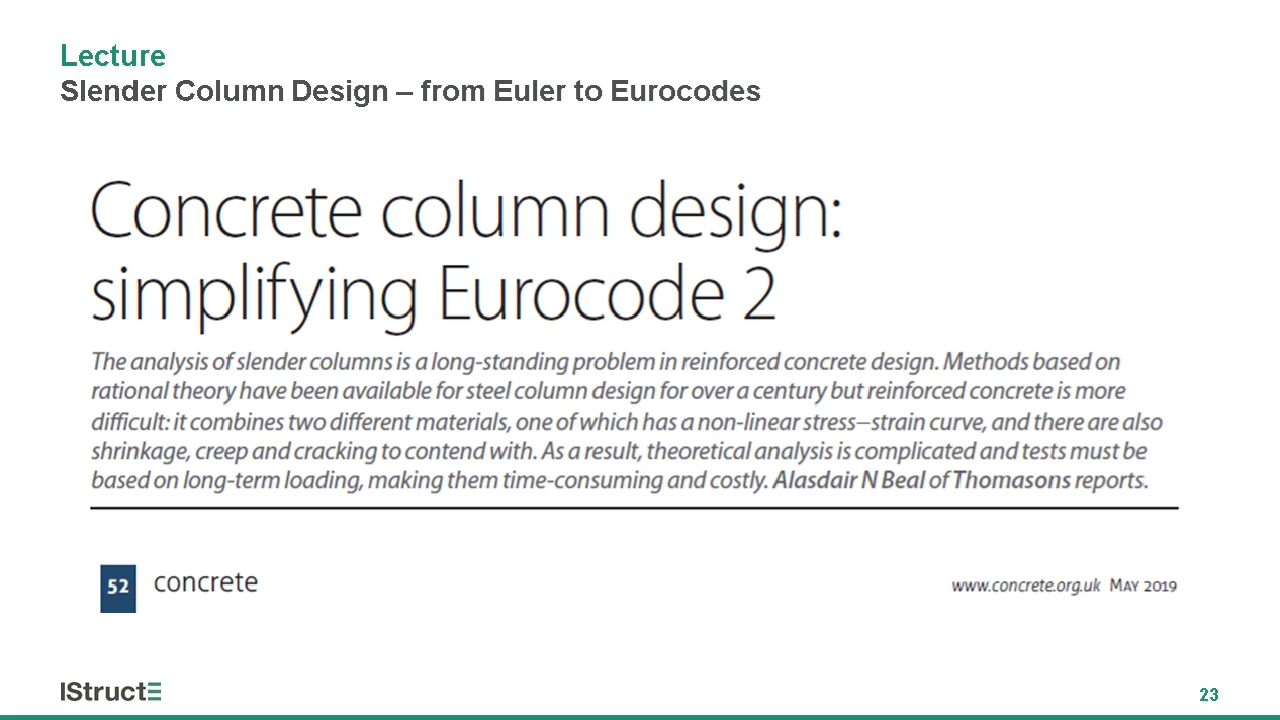 Lecture
Slender Column Design – from Euler to Eurocodes
Concrete column design:
simplifying Eurocode 2
The analysis of slender columns is a long-standing problem in reinforced concrete design. Methods based on
rational theory have been available for steel column design for over a century but reinforced concrete is more
difficult: it combines two different materials, one of which has a non-linear stress–strain curve, and there are also
shrinkage, creep and cracking to contend with. As a result, theoretical analysis is complicated and tests must be
based on long-term loading, making them time-consuming and costly. Alasdair N Beal of Thomasons reports.
52 concrete
www.concrete.org.uk MAY 2019
IStructE
23